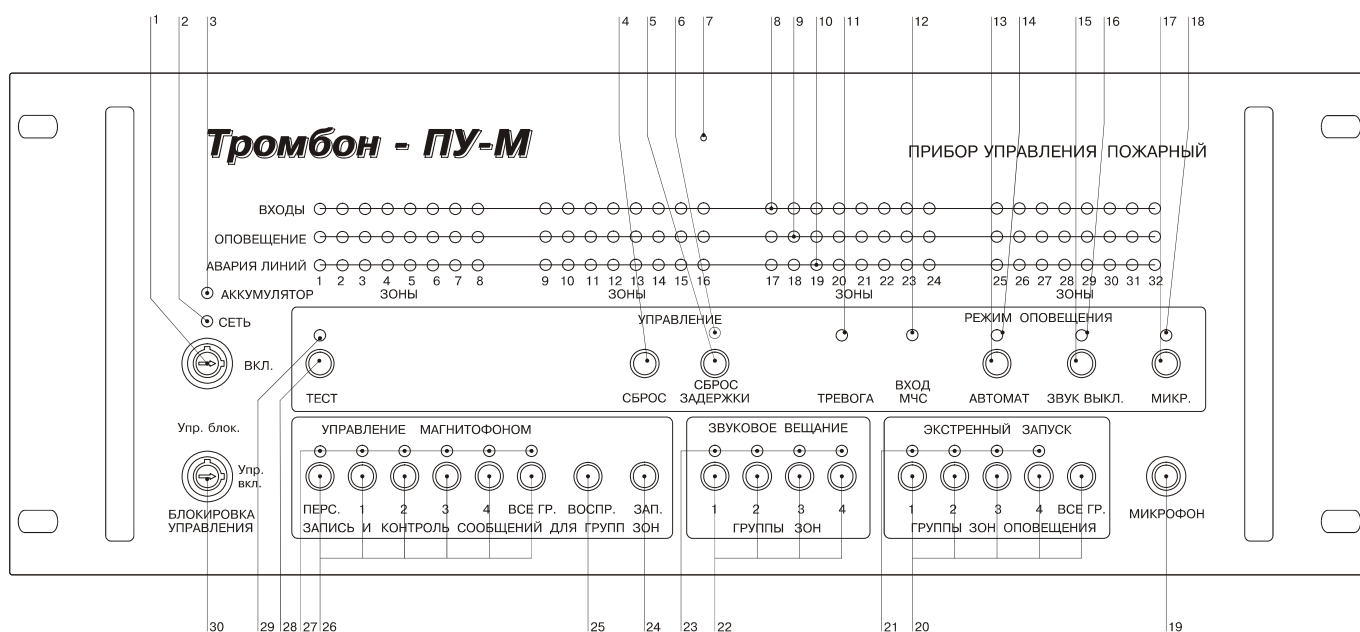 1 2 3 4 5 6 7 8 9 10 11 12 13 14 15 16 17 18
Тромбон - ПУ-М
ПРИБОР УПРАВЛЕНИЯ ПОЖАРНЫЙ
ВХОДЫ
ОПОВЕЩЕНИЕ
АВАРИЯ ЛИНИЙ
1 2 3 4 5 6 7 8 9 10 11 12 13 14 15 16 17 18 19 20 21 22 23 24 25 26 27 28 29 30 31 32
АККУМУЛЯТОР ЗОНЫ ЗОНЫ ЗОНЫ ЗОНЫ
СЕТЬ
УПРАВЛЕНИЕ РЕЖИМ ОПОВЕЩЕНИЯ
ВКЛ.
СБРОС ВХОД
ТЕСТ СБРОС ЗАДЕРЖКИ ТРЕВОГА МЧС АВТОМАТ ЗВУК ВЫКЛ. МИКР.
Упр. блок.
УПРАВЛЕНИЕ МАГНИТОФОНОМ ЗВУКОВОЕ ВЕЩАНИЕ ЭКСТРЕННЫЙ ЗАПУСК
Упр.
вкл.
БЛОКИРОВКА
УПРАВЛЕНИЯ
ПЕРС. 1 2 3 4 ВСЕ ГР. ВОСПР. ЗАП.
ЗАПИСЬ И КОНТРОЛЬ СООБЩЕНИЙ ДЛЯ ГРУПП ЗОН
1 2 3 4
ГРУППЫ ЗОН
1 2 3 4 ВСЕ ГР.
ГРУППЫ ЗОН ОПОВЕЩЕНИЯ
МИКРОФОН
30 29 28 27 26 25 24 23 22 21 20 19